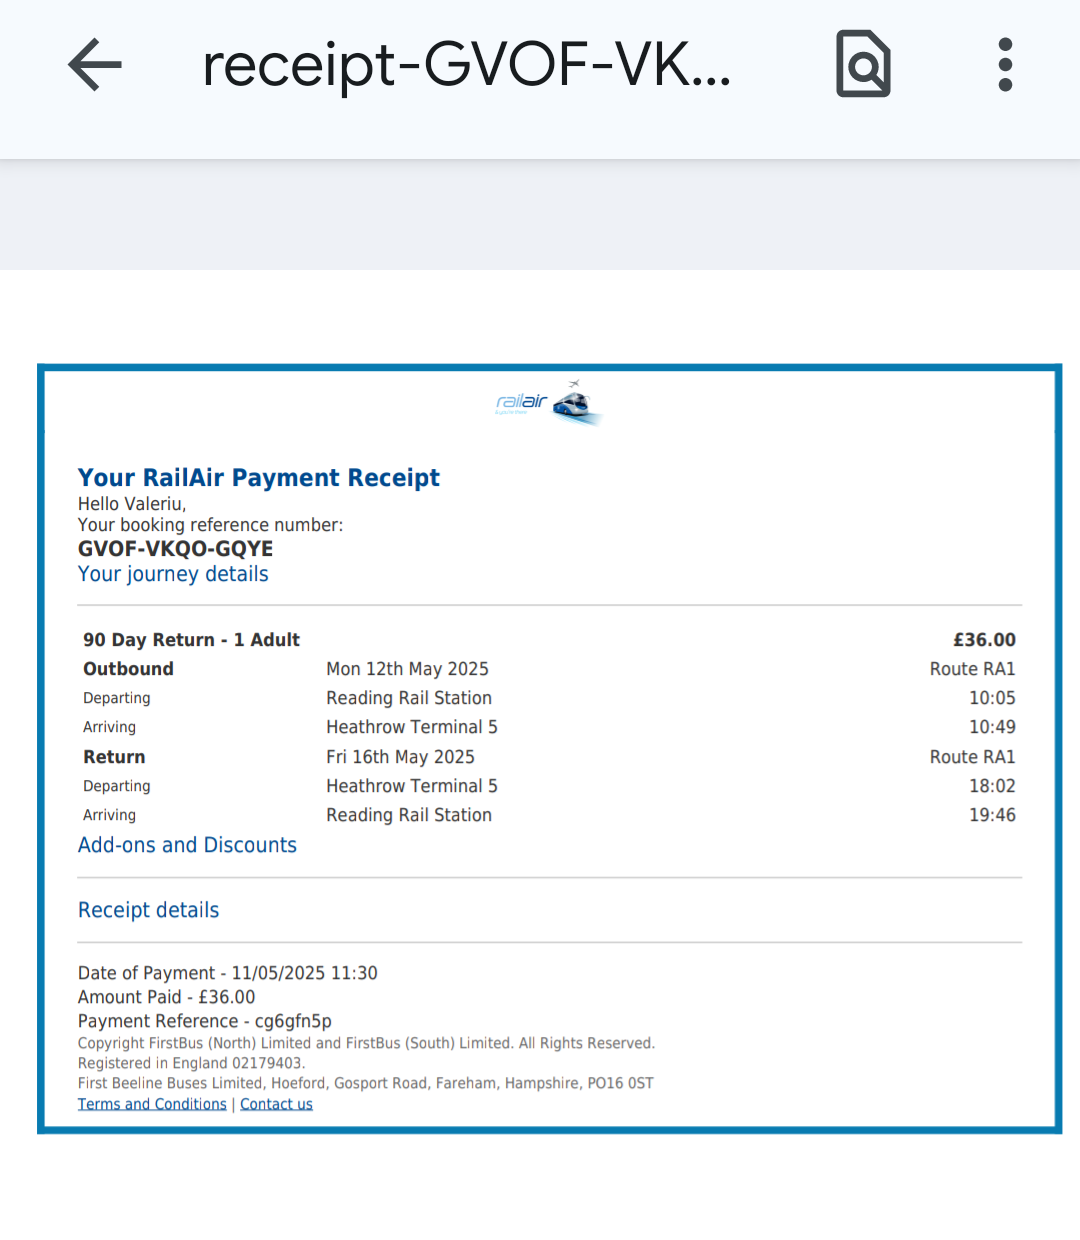 receipt-GVOF-VK...
railair
Your RailAir Payment Receipt
Hello Valeriu,
Your booking reference number:
GVOF-VKQO-GQYE
Your journey details
90 Day Return - 1 Adult £36.00
Outbound Mon 12th May 2025 Route RA1
Departing Reading Rail Station 10:05
Arriving Heathrow Terminal 5 10:49
Return Fri 16th May 2025 Route RA1
Departing Heathrow Terminal 5 18:02
Arriving Reading Rail Station 19:46
Add-ons and Discounts
Receipt details
Date of Payment - 11/05/2025 11:30
Amount Paid - £36.00
Payment Reference - cg6gfn5p
Copyright FirstBus (North) Limited and FirstBus (South) Limited. All Rights Reserved.
Registered in England 02179403.
First Beeline Buses Limited, Hoeford, Gosport Road, Fareham, Hampshire, PO16 0ST
Terms and Conditions | Contact us